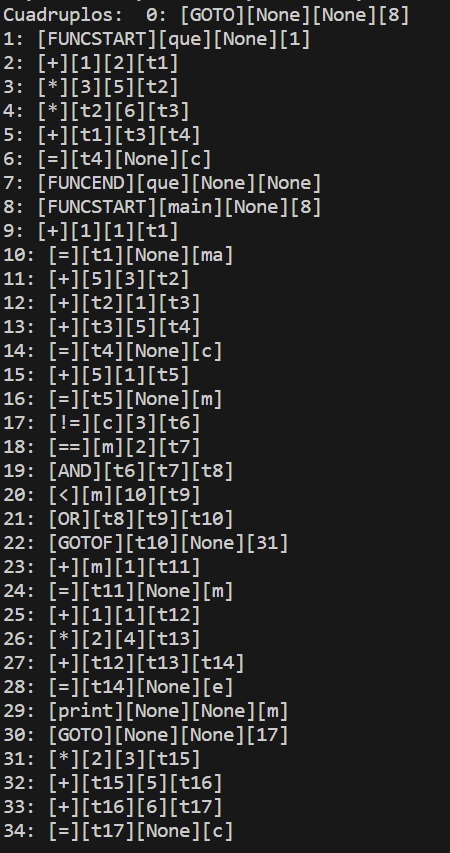 Cuadruplos:  0: [GOTO][None][None][8]
1: [FUNCSTART][que][None][1]
2: [+][1][2][t1]
3: [*][3][5][t2]
4: [*][t2][6][t3]
5: [+][t1][t3][t4]
6: [=][t4][None][c]
7: [FUNCEND][que][None][None]
8: [FUNCSTART][main][None][8]
9: [+][1][1][t1]
10: [=][t1][None][ma]
11: [+][5][3][t2]
12: [+][t2][1][t3]
13: [+][t3][5][t4]
14: [=][t4][None][c]
15: [+][5][1][t5]
16: [=][t5][None][m]
17: [!=][c][3][t6]
18: [==][m][2][t7]
19: [AND][t6][t7][t8]
20: [<][m][10][t9]
21: [OR][t8][t9][t10]
22: [GOTOF][t10][None][31]
23: [+][m][1][t11]
24: [=][t11][None][m]
25: [+][1][1][t12]
26: [*][2][4][t13]
27: [+][t12][t13][t14]
28: [=][t14][None][e]
29: [print][None][None][m]
30: [GOTO][None][None][17]
31: [*][2][3][t15]
32: [+][t15][5][t16]
33: [+][t16][6][t17]
34: [=][t17][None][c]